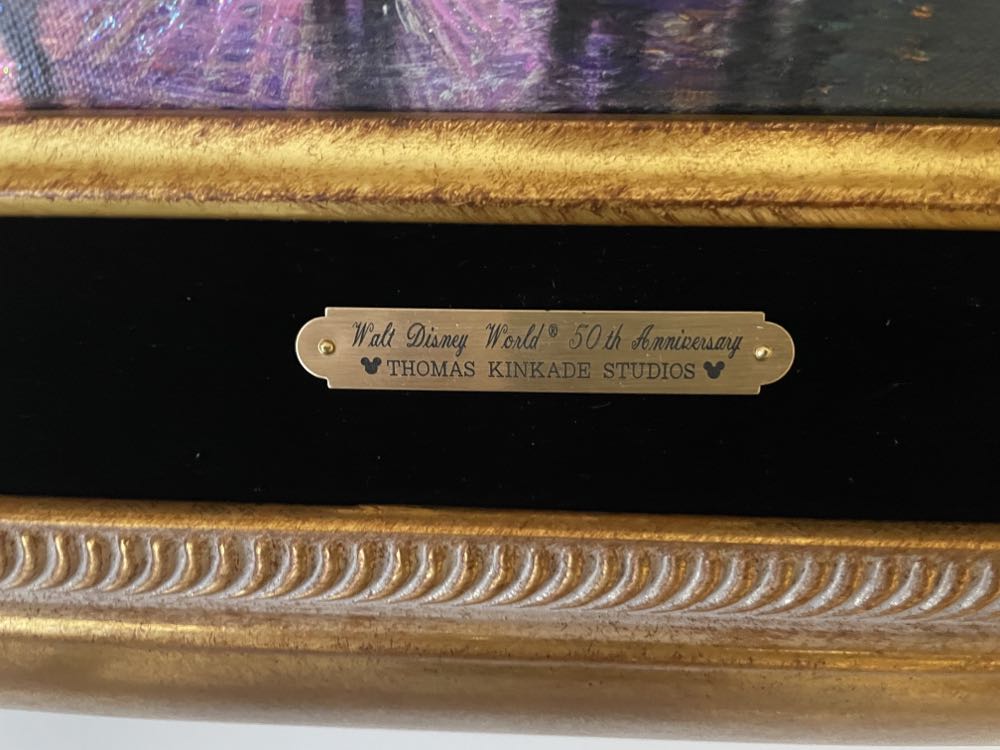 Walt Disney World® 50th Anniversary
THOMAS KINKADE STUDIOS